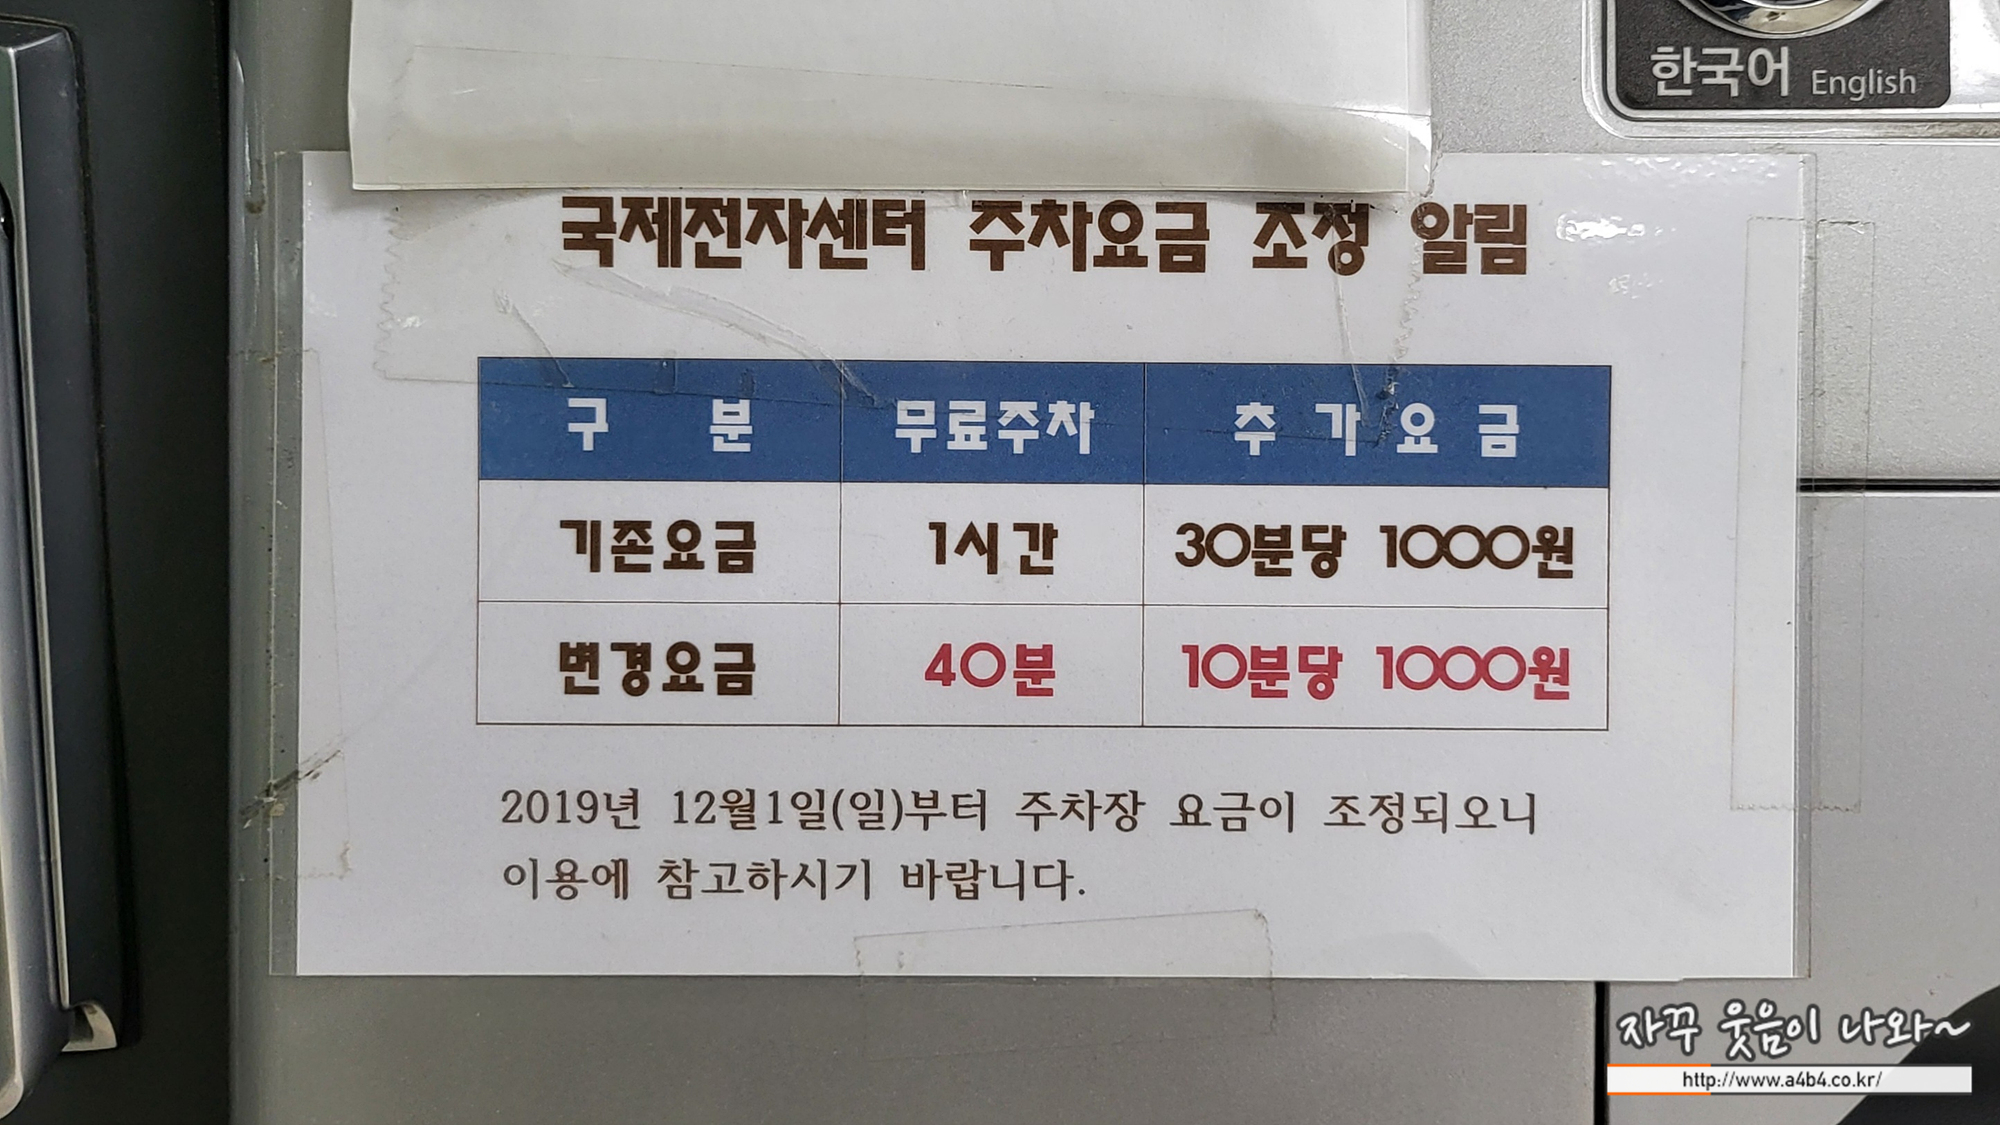 한국어 English
국제전자센터 주차요금 조정 알림
구 분 무료주차 추 가 요 금
기존요금 1시간 30분당 1000원
변경요금 40분 10분당 1000원
2019년 12월1일(일)부터 주차장 요금이 조정되오니
이용에 참고하시기 바랍니다.
자꾸 웃음이 나와~
http://www.a4b4.co.kr/